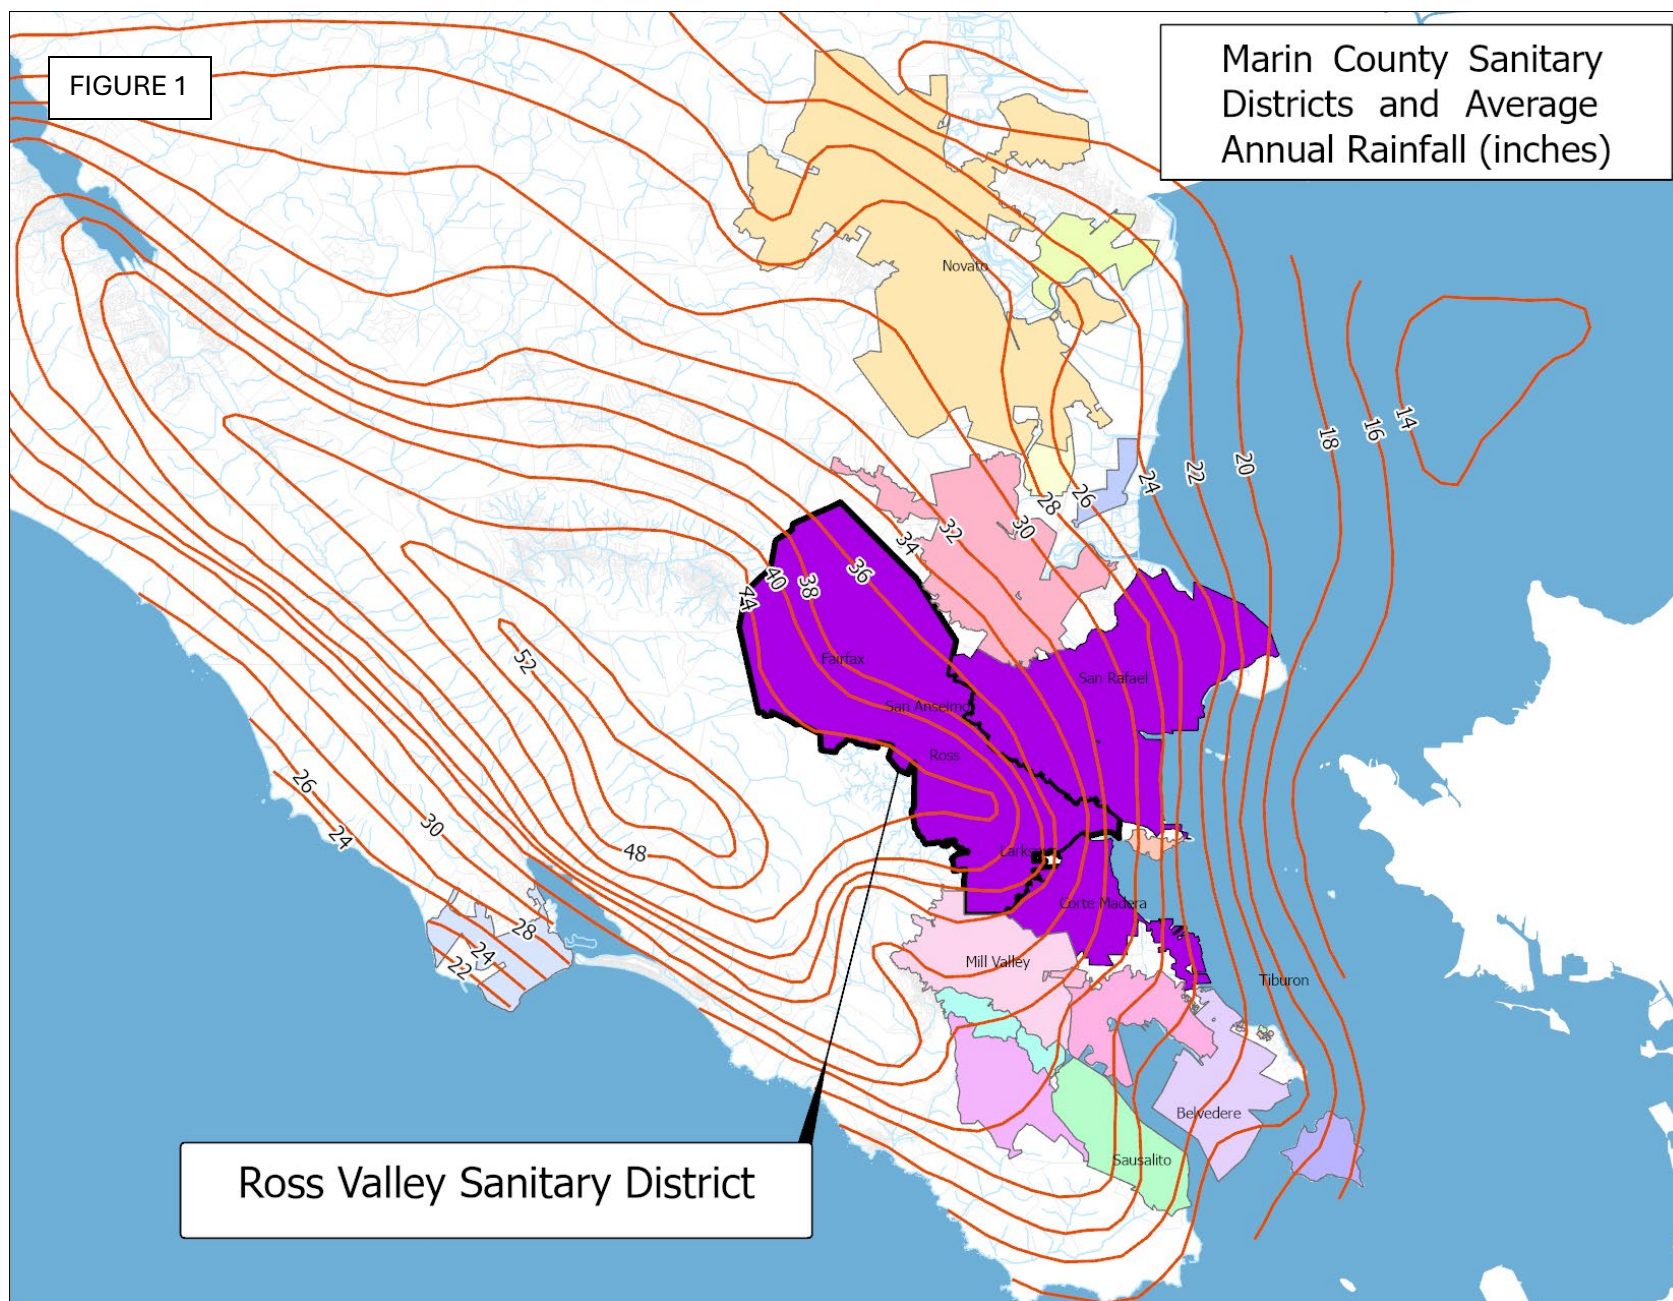 FIGURE 1
Marin County Sanitary
Districts and Average
Annual Rainfall (inches)
Novato
14
16
18
20
22
24
26
28
30
32
34
36
38
40
44
Fairfax
San Rafael
San Anselmo
Ross
52
48
26
24
30
Corte Madera
28
24
22
Mill Valley
Tiburon
Belvedere
Sausalito
Ross Valley Sanitary District